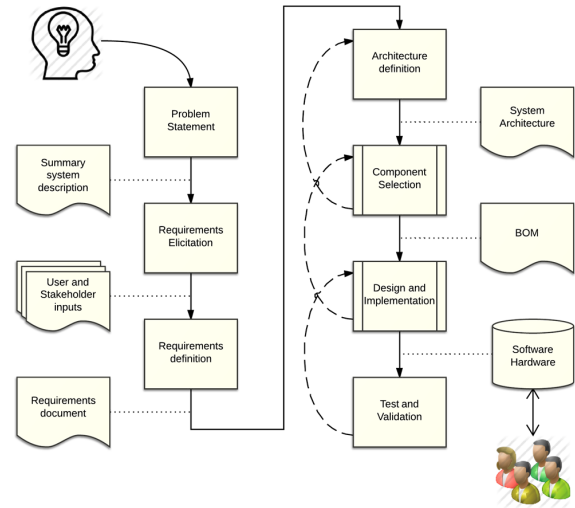 Problem
Statement
Summary
system
description
Requirements
Elicitation
User and
Stakeholder
inputs
Requirements
definition
Requirements
document
Architecture
definition
System
Architecture
Component
Selection
BOM
Design and
Implementation
Software
Hardware
Test and
Validation